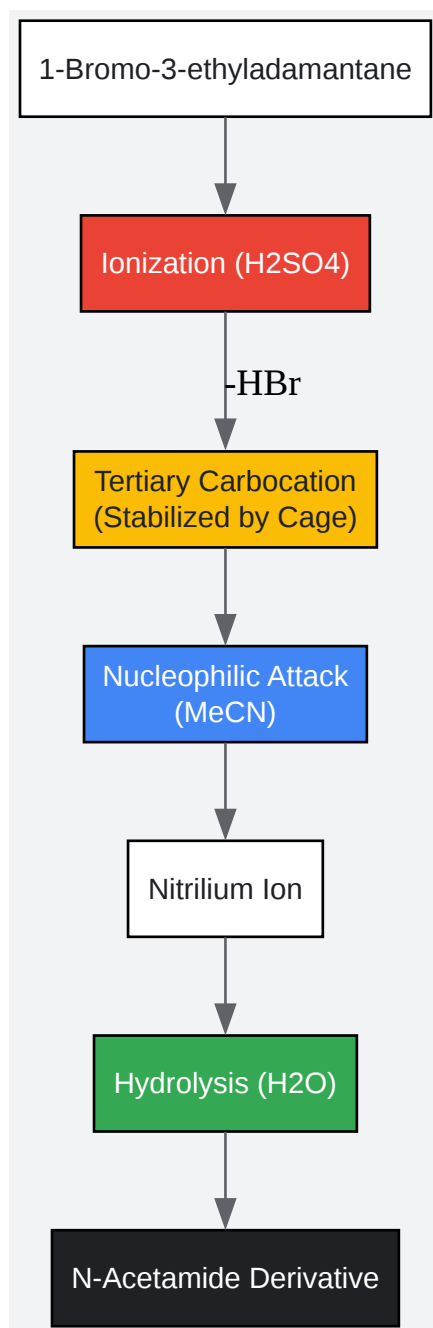 1-Bromo-3-ethyladamantane
Ionization (H2SO4)
-HBr
Tertiary Carbocation
(Stabilized by Cage)
Nucleophilic Attack
(MeCN)
Nitrilium Ion
Hydrolysis (H2O)
N-Acetamide Derivative